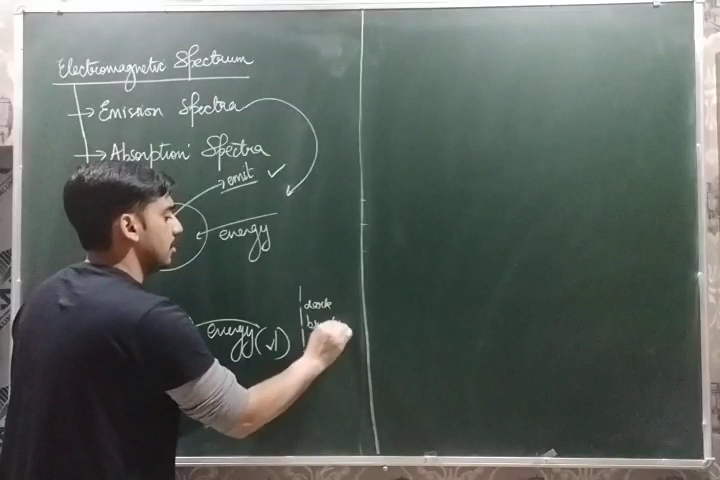 Electromagnetic Spectrum
Emission Spectra
Absorption Spectra
emit
energy
energy
dark